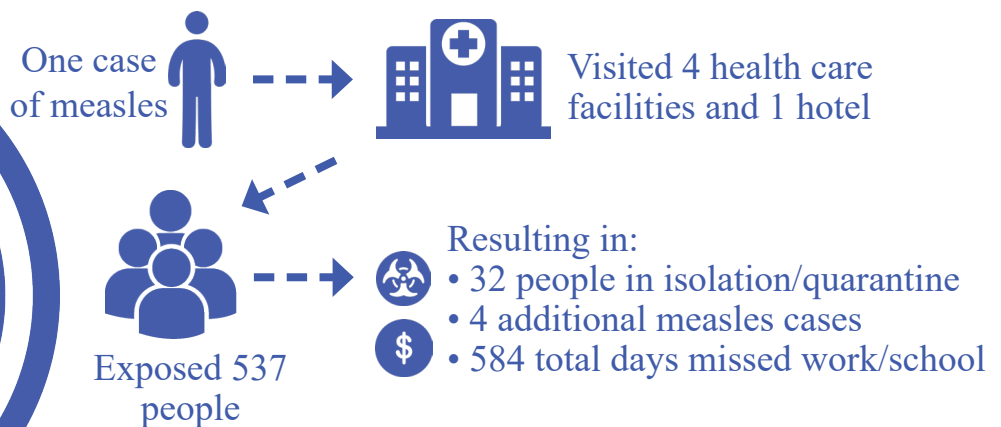 One case
of measles
Visited 4 health care
facilities and 1 hotel
Exposed 537
people
$
Resulting in:
• 32 people in isolation/quarantine
• 4 additional measles cases
• 584 total days missed work/school